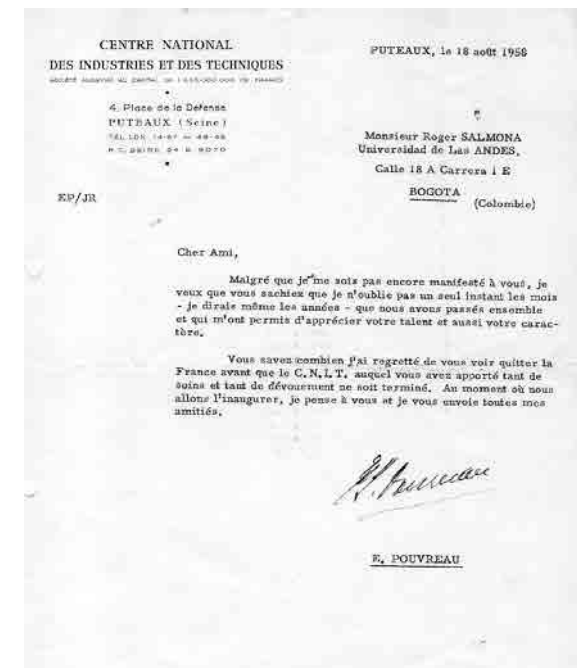 CENTRE NATIONAL
DES INDUSTRIES ET DES TECHNIQUES
PUTEAUX, le 18 août 1958
4, Place de la Défense
PUTEAUX (Seine)
Monsieur Roger SALMONA
Universidad de Las ANDES,
Calle 18 A Carrera 1 E
BOGOTA
(Colombie)
EP/JR
Cher Ami,
Malgré que je me sois pas encore manifesté à vous, je
veux que vous sachiez que je n'oublie pas un seul instant les mois
- je dirais même les années - que nous avons passés ensemble
et qui m'ont permis d'apprécier votre talent et aussi votre carac-
tère.
Vous savez combien j'ai regretté de vous voir quitter la
France avant que le C.N.I.T. auquel vous avez apporté tant de
soins et tant de dévouement ne soit terminé. Au moment où nous
allons l'inaugurer, je pense à vous et je vous envoie toutes mes
amitiés.
E. POUVREAU